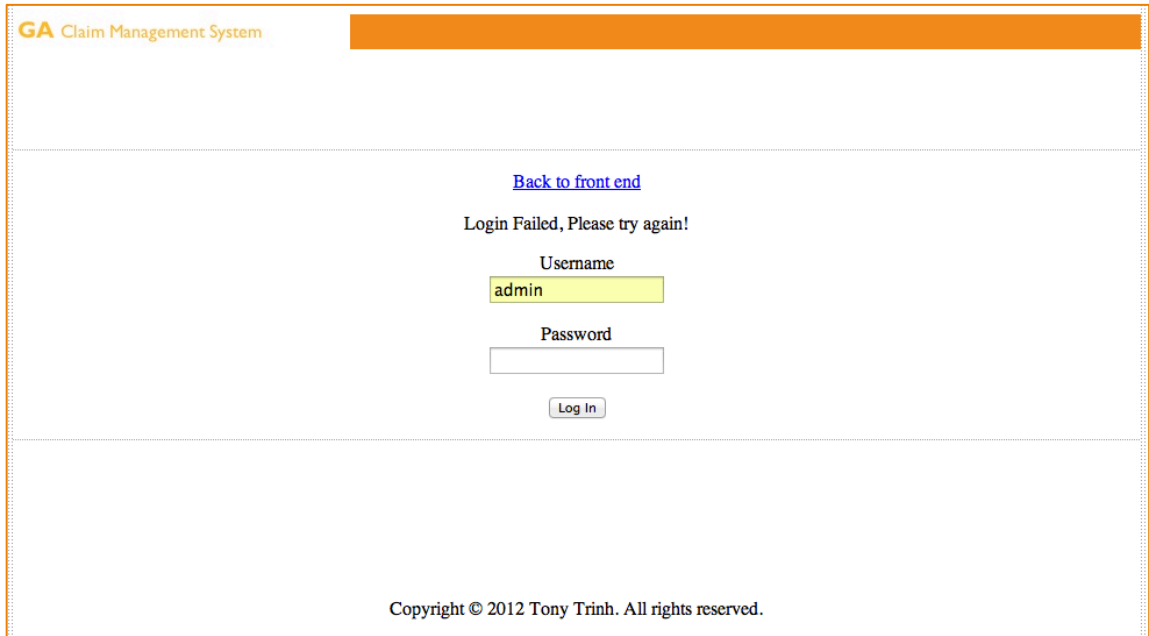 GA Claim Management System
Back to front end
Login Failed, Please try again!
Username
admin
Password
Log In
Copyright © 2012 Tony Trinh. All rights reserved.